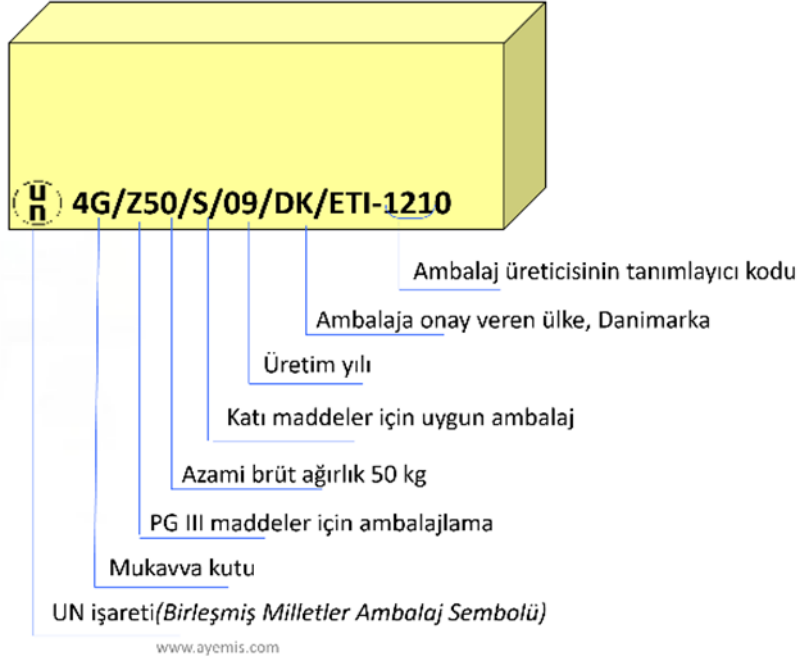 un 4G/Z50/S/09/DK/ETI-1210
Ambalaj üreticisinin tanımlayıcı kodu
Ambalaja onay veren ülke, Danimarka
Üretim yılı
Katı maddeler için uygun ambalaj
Azami brüt ağırlık 50 kg
PG III maddeler için ambalajlama
Mukavva kutu
UN işareti(Birleşmiş Milletler Ambalaj Sembolü)
www.ayemis.com